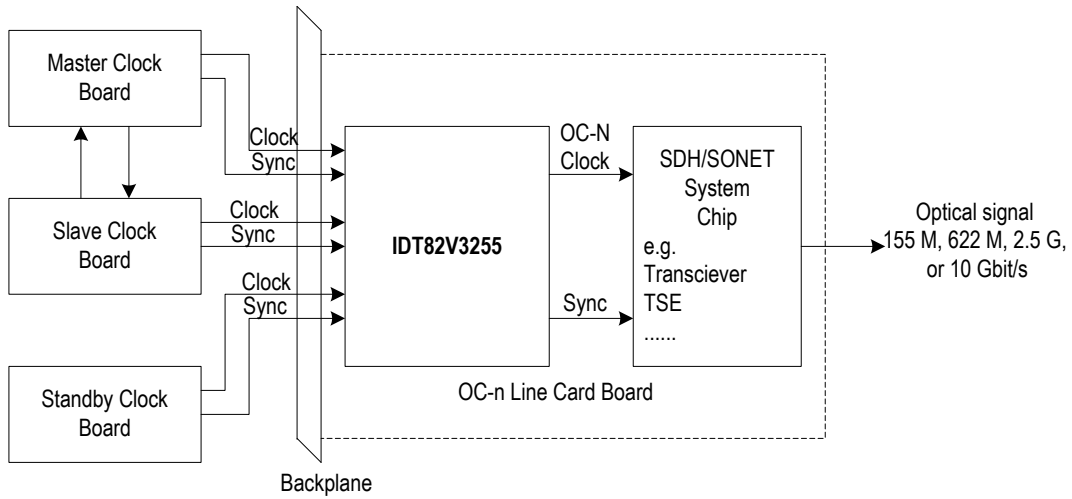 Master Clock
Board
Slave Clock
Board
Standby Clock
Board
Clock
Sync
Clock
Sync
Clock
Sync
Backplane
IDT82V3255
OC-N
Clock
Sync
SDH/SONET
System
Chip
e.g.
Transciever
TSE
......
OC-n Line Card Board
Optical signal
155 M, 622 M, 2.5 G,
or 10 Gbit/s